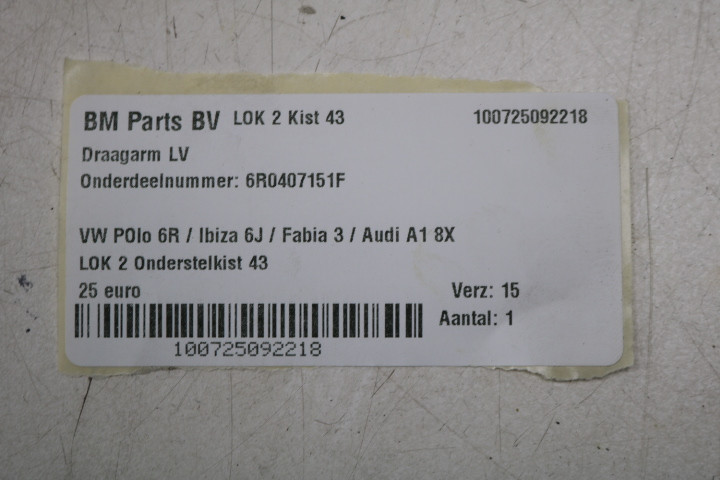 BM Parts BV LOK 2 Kist 43 100725092218
Draagarm LV
Onderdeelnummer: 6R0407151F
VW POlo 6R / Ibiza 6J / Fabia 3 / Audi A1 8X
LOK 2 Onderstelkist 43
25 euro Verz: 15
Aantal: 1
100725092218